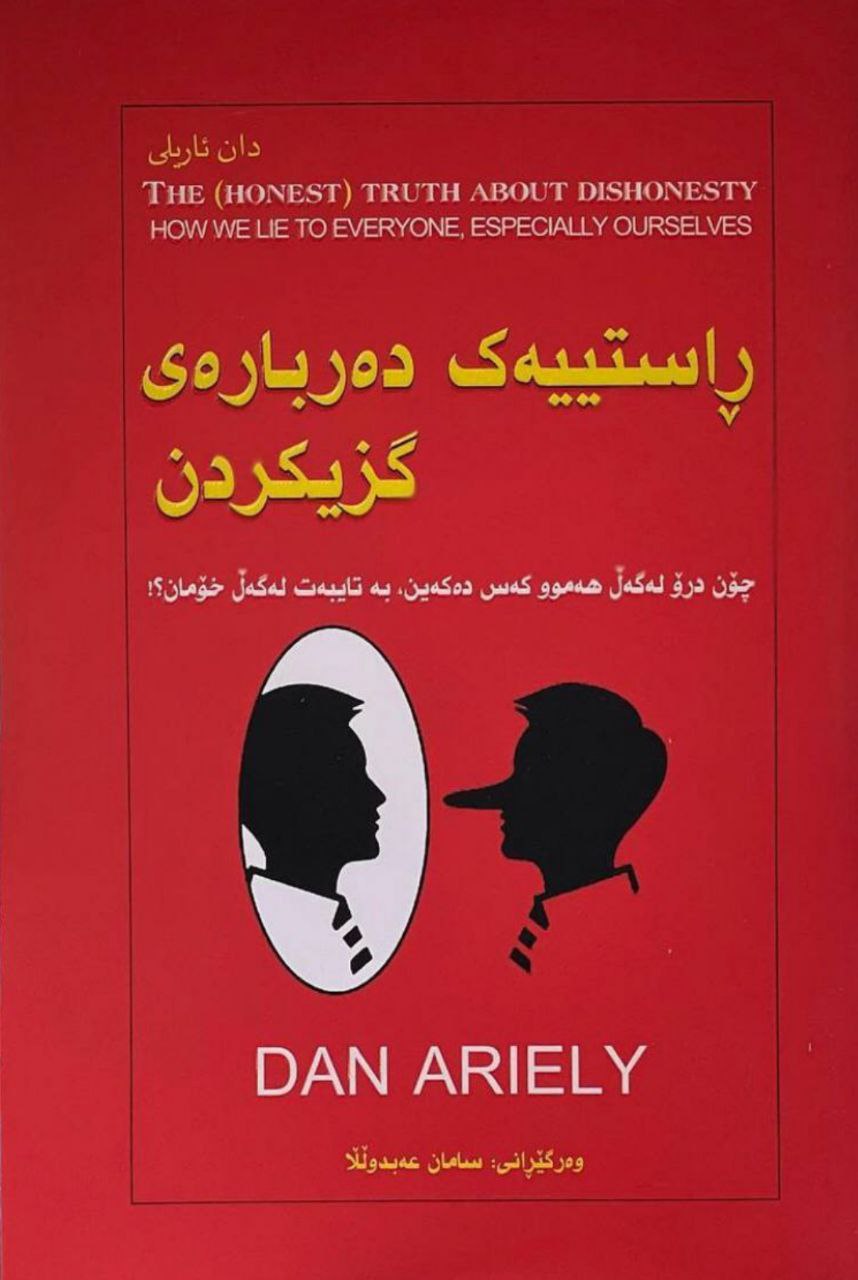 دان ئاریلی
THE (HONEST) TRUTH ABOUT DISHONESTY
HOW WE LIE TO EVERYONE, ESPECIALLY OURSELVES
ڕاستییەک دەربارەی
گزیکردن
چۆن درۆ لەگەڵ هەموو کەس دەکەین، بە تایبەت لەگەڵ خۆمان؟!
DAN ARIELY
وەرگێڕانی: سامان عەبدوڵڵا